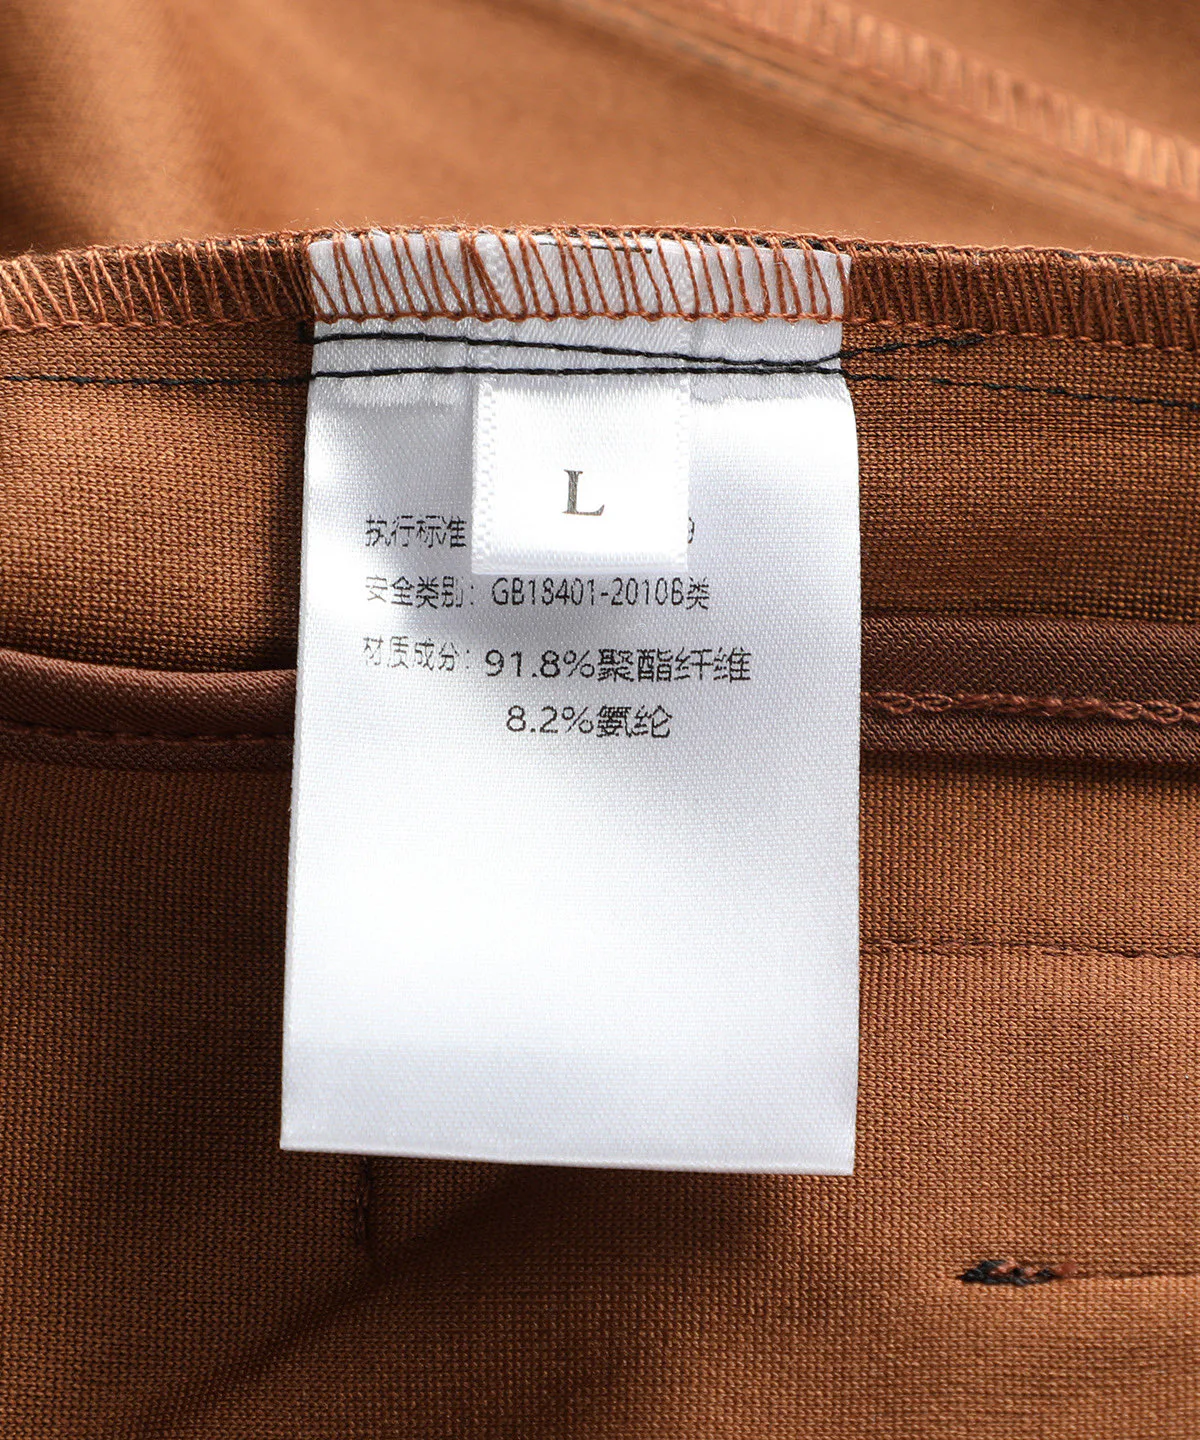 L
执行标准 9
安全类别: GB18401-2010B类
材质成分: 91.8%聚酯纤维
8.2%氨纶